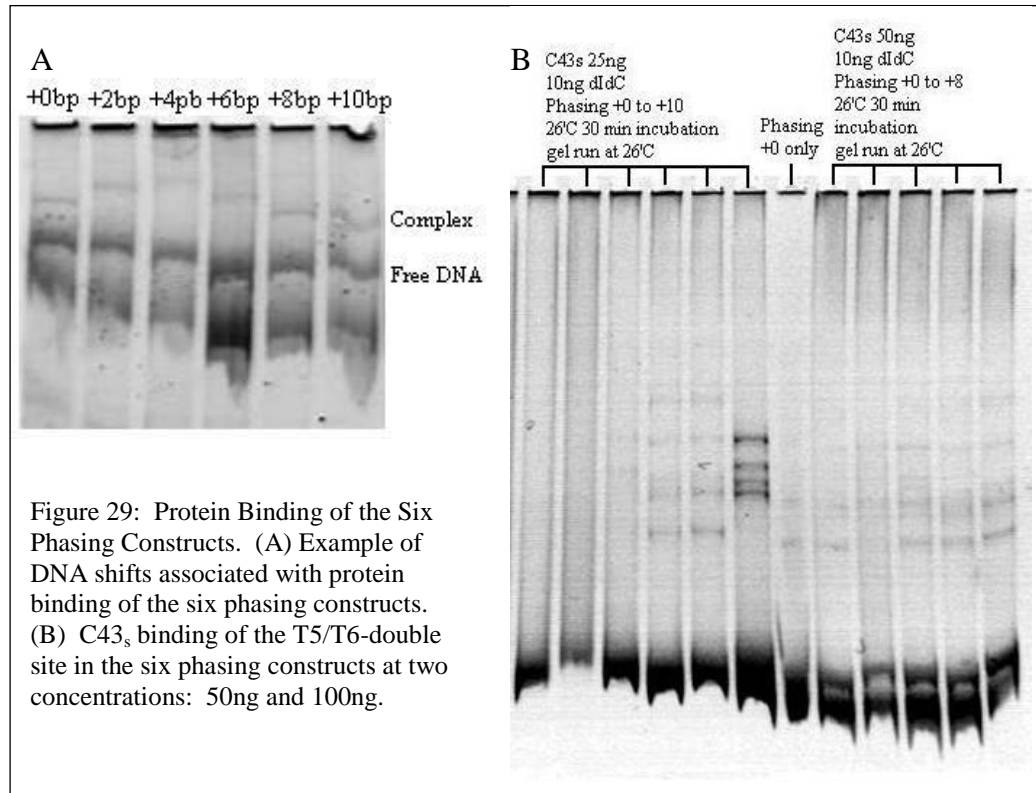 A
+0bp +2bp +4pb +6bp +8bp +10bp
Complex
Free DNA
B
C43s 25ng
10ng dIdC
Phasing +0 to +10
26'C 30 min incubation
gel run at 26'C
Phasing
+0 only
C43s 50ng
10ng dIdC
Phasing +0 to +8
26'C 30 min
incubation
gel run at 26'C
Figure 29: Protein Binding of the Six
Phasing Constructs. (A) Example of
DNA shifts associated with protein
binding of the six phasing constructs.
(B) C43s binding of the T5/T6-double
site in the six phasing constructs at two
concentrations: 50ng and 100ng.